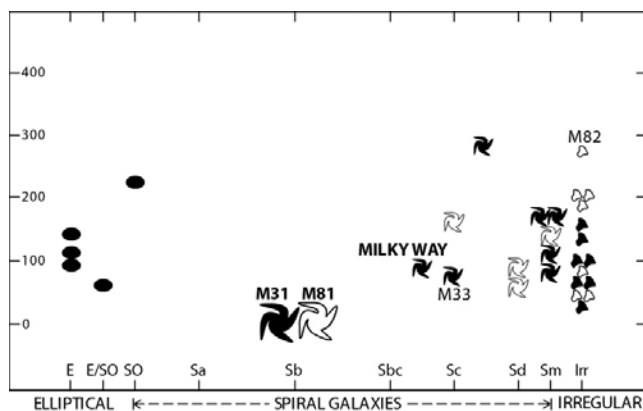 400
300
M82
200
MILKY WAY
100
M33
M31 M81
0
E E/SO SO Sa Sb Sbc Sc Sd Sm Irr
ELLIPTICAL SPIRAL GALAXIES IRREGULAR